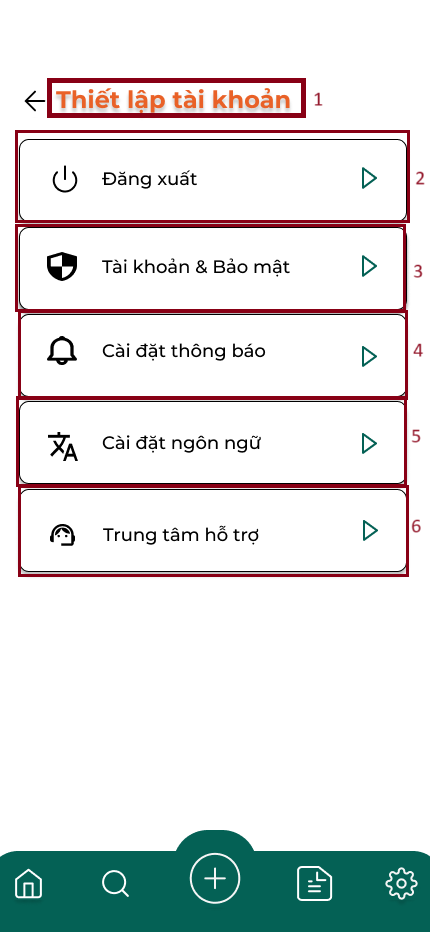 Thiết lập tài khoản 1
Đăng xuất 2
Tài khoản & Bảo mật 3
Cài đặt thông báo 4
Cài đặt ngôn ngữ 5
Trung tâm hỗ trợ 6